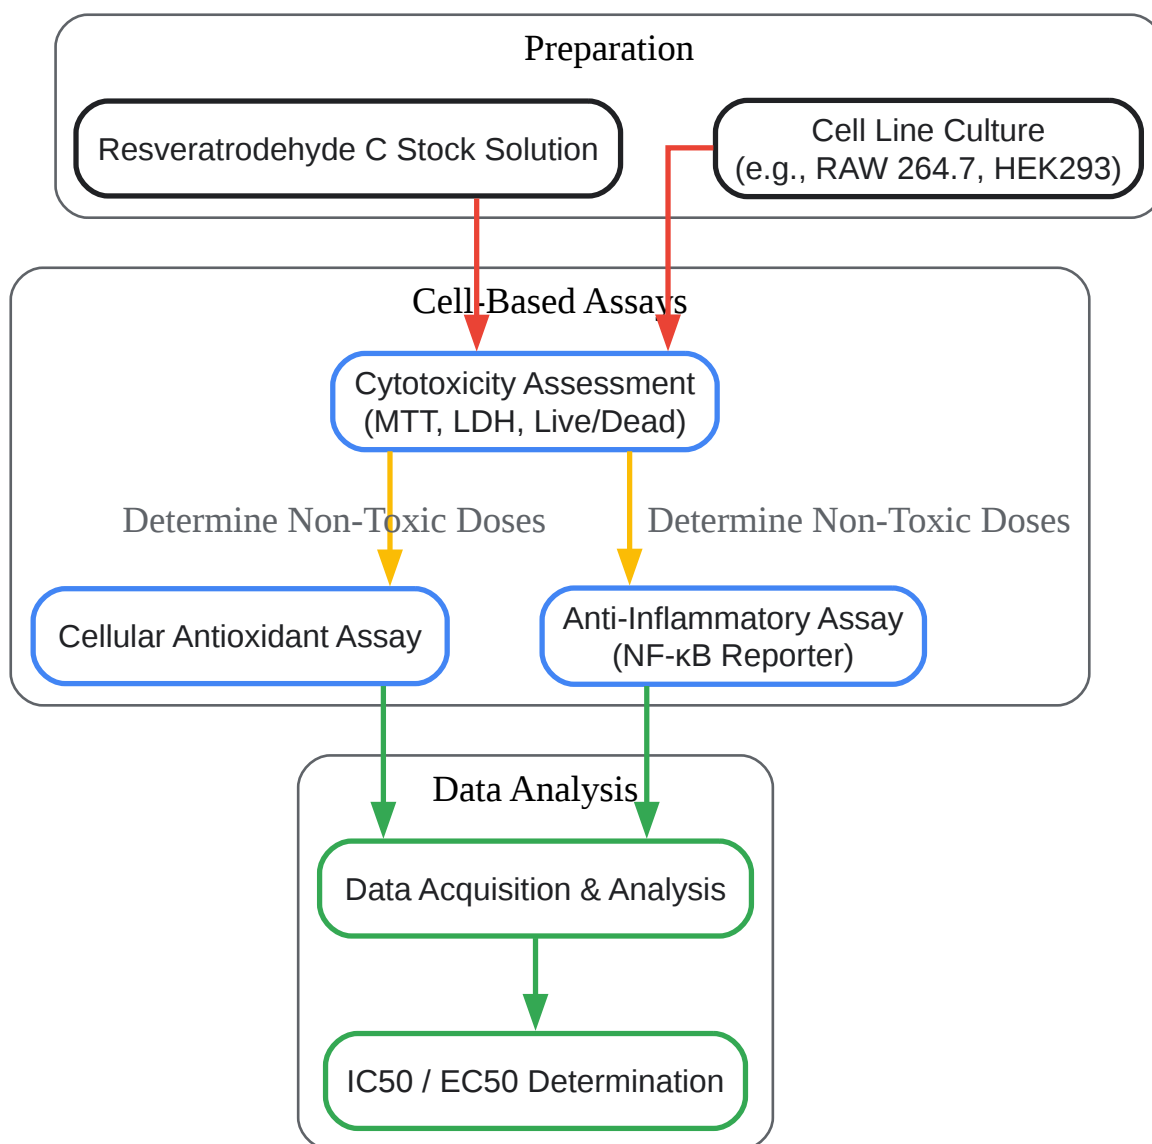 Preparation
Resveratrodehyde C Stock Solution
Cell Line Culture
(e.g., RAW 264.7, HEK293)
Cell-Based Assays
Cytotoxicity Assessment
(MTT, LDH, Live/Dead)
Determine Non-Toxic Doses
Determine Non-Toxic Doses
Cellular Antioxidant Assay
Anti-Inflammatory Assay
(NF-κB Reporter)
Data Analysis
Data Acquisition & Analysis
IC50 / EC50 Determination